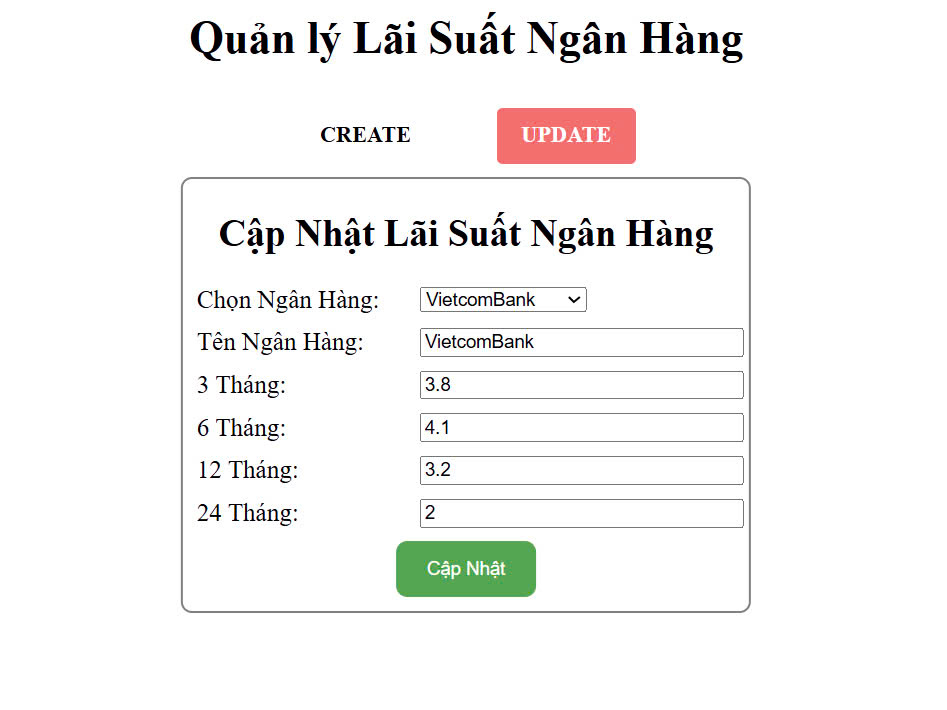 Quản lý Lãi Suất Ngân Hàng
CREATE UPDATE
Cập Nhật Lãi Suất Ngân Hàng
Chọn Ngân Hàng: VietcomBank
Tên Ngân Hàng: VietcomBank
3 Tháng: 3.8
6 Tháng: 4.1
12 Tháng: 3.2
24 Tháng: 2
Cập Nhật